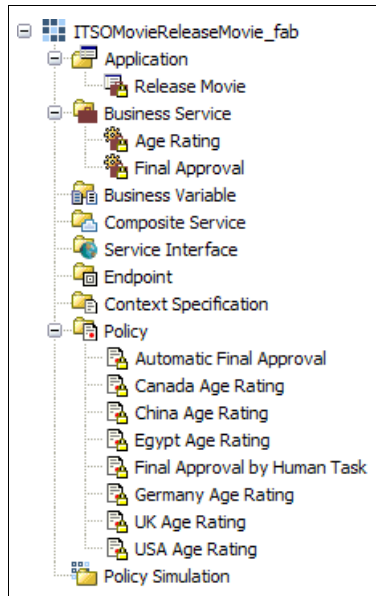 ITSOMovieReleaseMovie_fab
Application
Release Movie
Business Service
Age Rating
Final Approval
Business Variable
Composite Service
Service Interface
Endpoint
Context Specification
Policy
Automatic Final Approval
Canada Age Rating
China Age Rating
Egypt Age Rating
Final Approval by Human Task
Germany Age Rating
UK Age Rating
USA Age Rating
Policy Simulation